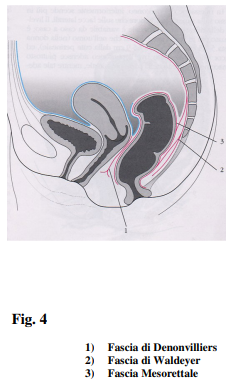 3
2
1
Fig. 4
1) Fascia di Denonvilliers
2) Fascia di Waldeyer
3) Fascia Mesorettale